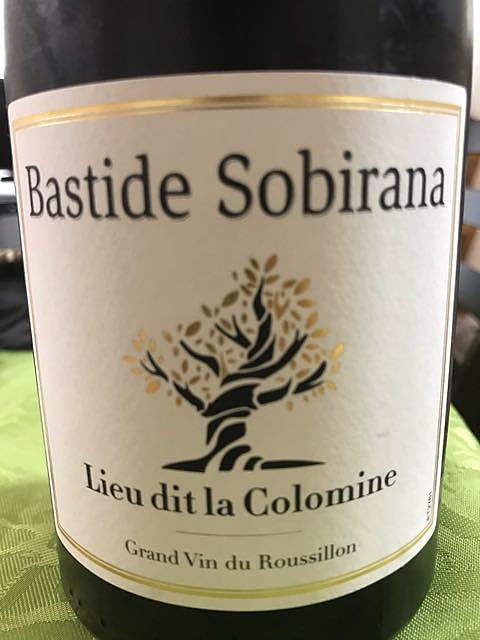 Bastide Sobirana
Lieu dit la Colomine
Grand Vin du Roussillon